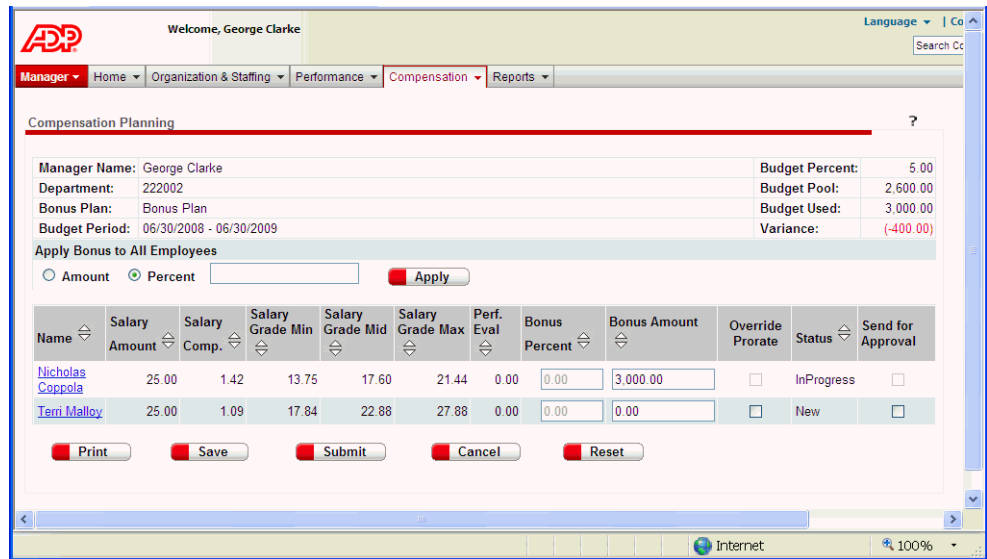 Language | Co
ADP
Welcome, George Clarke
Search Co
Manager Home Organization & Staffing Performance Compensation Reports
Compensation Planning ?
Manager Name: George Clarke Budget Percent: 5.00
Department: 222002 Budget Pool: 2,600.00
Bonus Plan: Bonus Plan Budget Used: 3,000.00
Budget Period: 06/30/2008 - 06/30/2009 Variance: (-400.00)
Apply Bonus to All Employees
Amount Percent Apply
Name Salary Amount Salary Comp. Salary Grade Min Salary Grade Mid Salary Grade Max Perf. Eval Bonus Percent Bonus Amount Override Prorate Status Send for Approval
Nicholas Coppola 25.00 1.42 13.75 17.60 21.44 0.00 0.00 3,000.00 InProgress
Terri Malloy 25.00 1.09 17.84 22.88 27.88 0.00 0.00 0.00 New
Print Save Submit Cancel Reset
Internet 100%